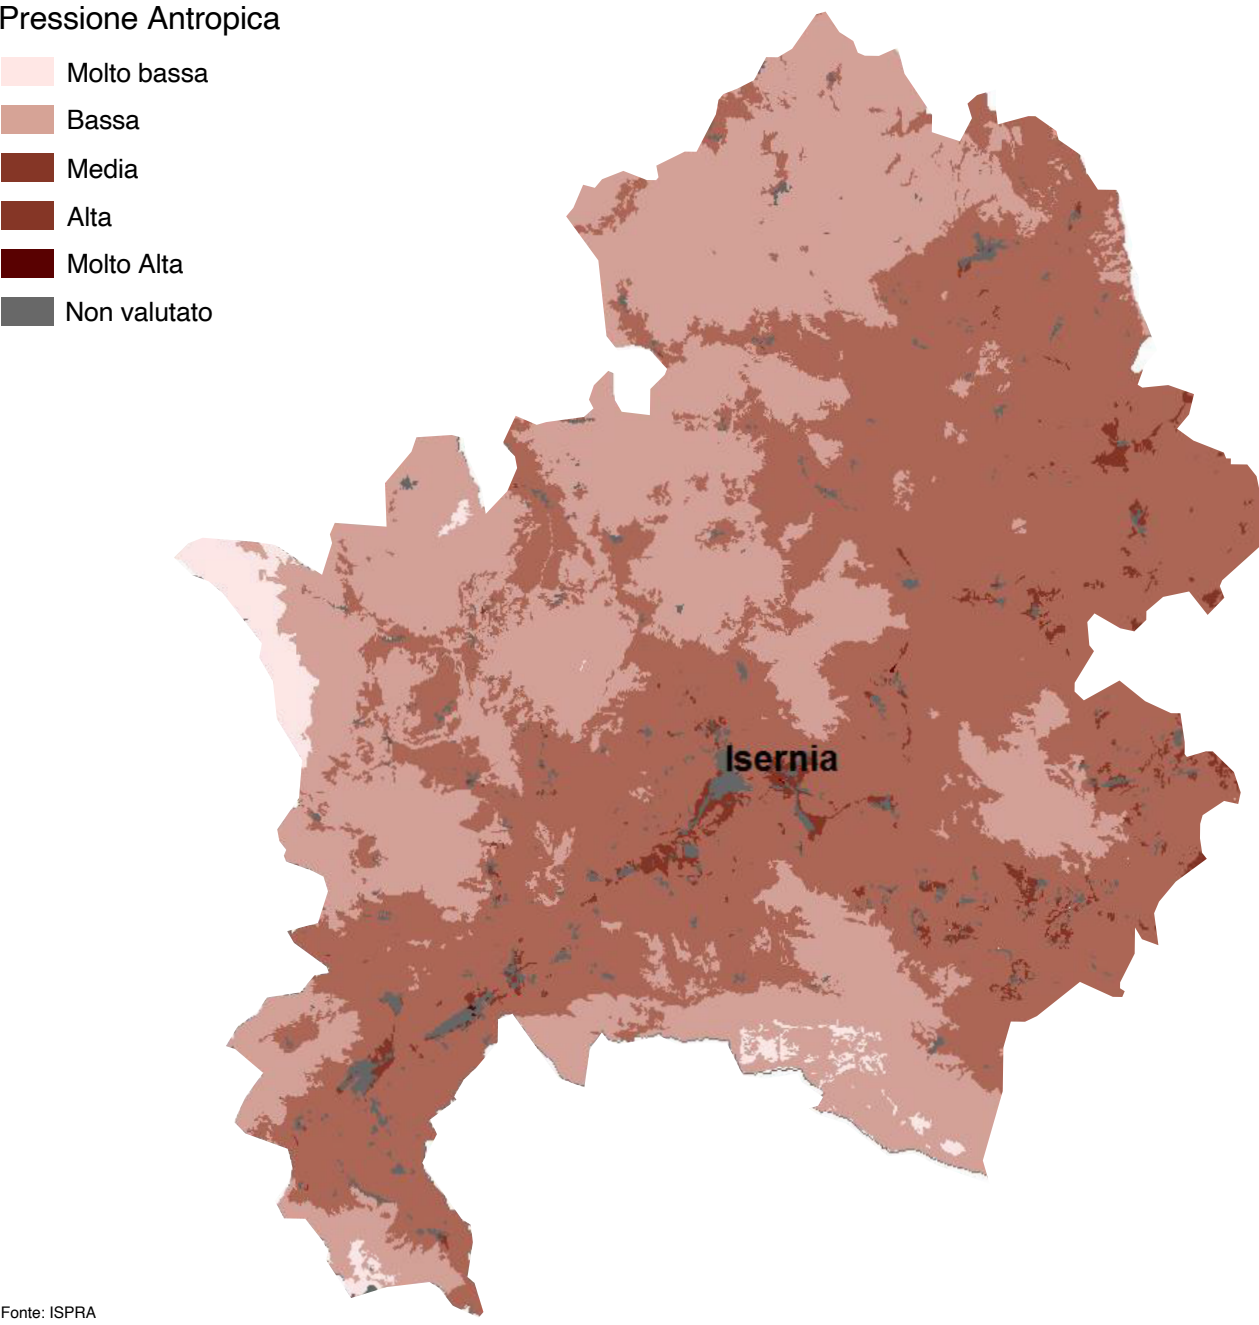 Pressione Antropica
Molto bassa
Bassa
Media
Alta
Molto Alta
Non valutato
Isernia
Fonte: ISPRA